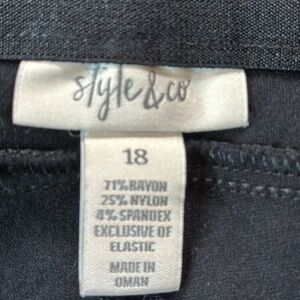 style&co
18
71% RAYON
25% NYLON
4% SPANDEX
EXCLUSIVE OF
ELASTIC
MADE IN
OMAN